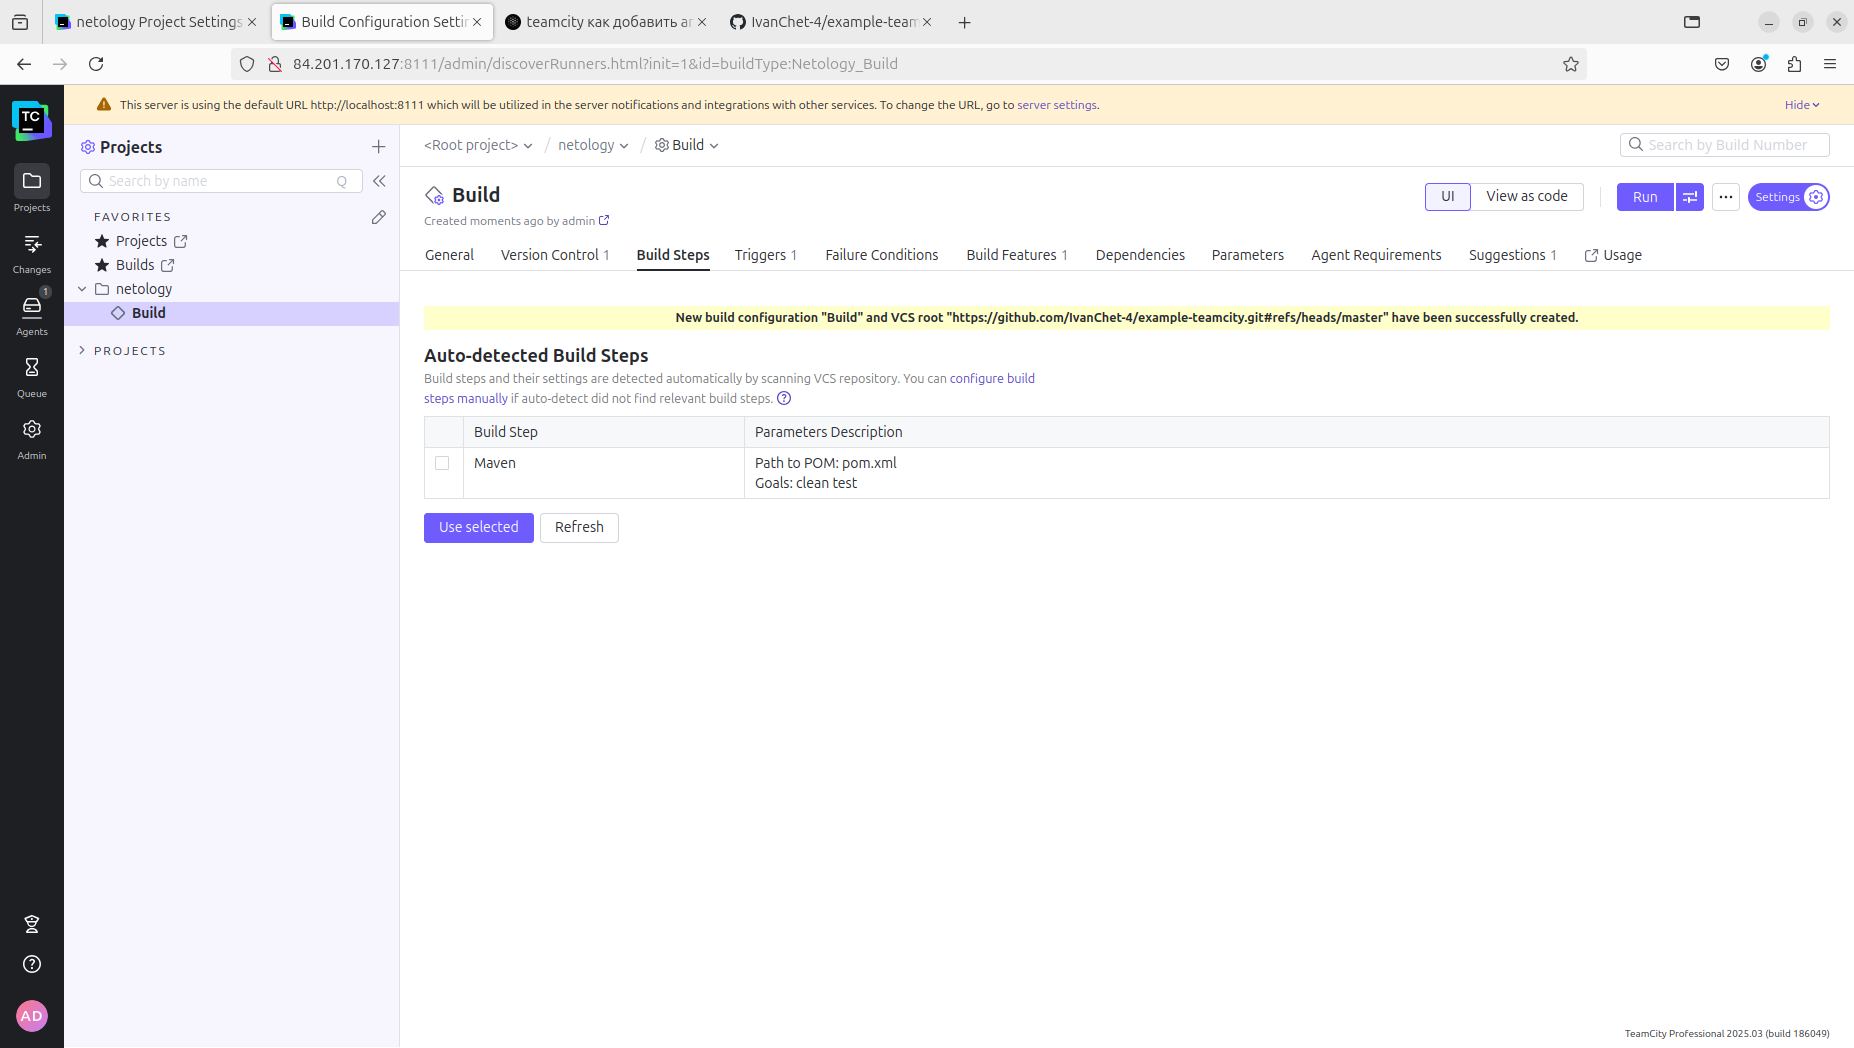 netology Project Settings
Build Configuration Settin
teamcity как добавить аг
IvanChet-4/example-team
84.201.170.127:8111/admin/discoverRunners.html?init=1&id=buildType:Netology_Build
TC
This server is using the default URL http://localhost:8111 which will be utilized in the server notifications and integrations with other services. To change the URL, go to server settings.
Hide
Projects
Changes
1
Agents
Queue
Admin
AD
Projects
Search by name
Q
FAVORITES
Projects
Builds
netology
Build
PROJECTS
<Root project> / netology / Build
Search by Build Number
Build
Created moments ago by admin
UI
View as code
Run
Settings
General
Version Control 1
Build Steps
Triggers 1
Failure Conditions
Build Features 1
Dependencies
Parameters
Agent Requirements
Suggestions 1
Usage
New build configuration "Build" and VCS root "https://github.com/IvanChet-4/example-teamcity.git#refs/heads/master" have been successfully created.
Auto-detected Build Steps
Build steps and their settings are detected automatically by scanning VCS repository. You can configure build
steps manually if auto-detect did not find relevant build steps.
Build Step
Parameters Description
Maven
Path to POM: pom.xml
Goals: clean test
Use selected
Refresh
TeamCity Professional 2025.03 (build 186049)